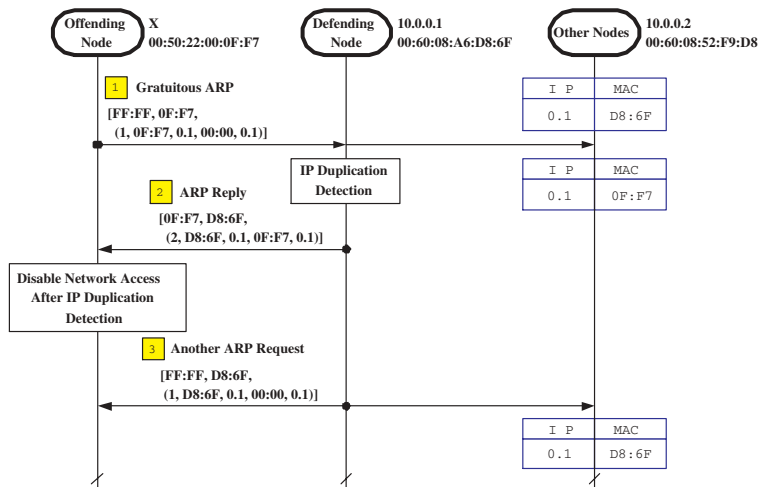 Offending
Node
X
00:50:22:00:0F:F7
Defending
Node
10.0.0.1
00:60:08:A6:D8:6F
Other Nodes
10.0.0.2
00:60:08:52:F9:D8
1 Gratuitous ARP
[FF:FF, 0F:F7,
(1, 0F:F7, 0.1, 00:00, 0.1)]
I P MAC
0.1 D8:6F
IP Duplication
Detection
I P MAC
0.1 0F:F7
2 ARP Reply
[0F:F7, D8:6F,
(2, D8:6F, 0.1, 0F:F7, 0.1)]
Disable Network Access
After IP Duplication
Detection
3 Another ARP Request
[FF:FF, D8:6F,
(1, D8:6F, 0.1, 00:00, 0.1)]
I P MAC
0.1 D8:6F